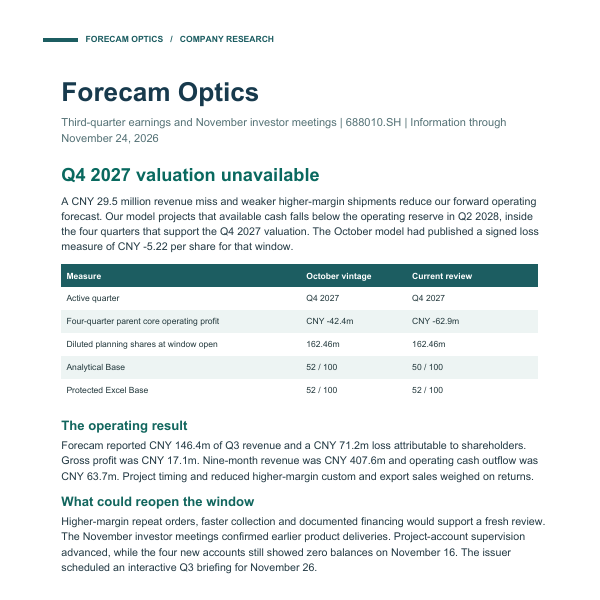 FORECAM OPTICS / COMPANY RESEARCH
Forecam Optics
Third-quarter earnings and November investor meetings | 688010.SH | Information through
November 24, 2026
Q4 2027 valuation unavailable
A CNY 29.5 million revenue miss and weaker higher-margin shipments reduce our forward operating
forecast. Our model projects that available cash falls below the operating reserve in Q2 2028, inside
the four quarters that support the Q4 2027 valuation. The October model had published a signed loss
measure of CNY -5.22 per share for that window.
Measure October vintage Current review
Active quarter Q4 2027 Q4 2027
Four-quarter parent core operating profit CNY -42.4m CNY -62.9m
Diluted planning shares at window open 162.46m 162.46m
Analytical Base 52 / 100 50 / 100
Protected Excel Base 52 / 100 52 / 100
The operating result
Forecam reported CNY 146.4m of Q3 revenue and a CNY 71.2m loss attributable to shareholders.
Gross profit was CNY 17.1m. Nine-month revenue was CNY 407.6m and operating cash outflow was
CNY 63.7m. Project timing and reduced higher-margin custom and export sales weighed on returns.
What could reopen the window
Higher-margin repeat orders, faster collection and documented financing would support a fresh review.
The November investor meetings confirmed earlier product deliveries. Project-account supervision
advanced, while the four new accounts still showed zero balances on November 16. The issuer
scheduled an interactive Q3 briefing for November 26.